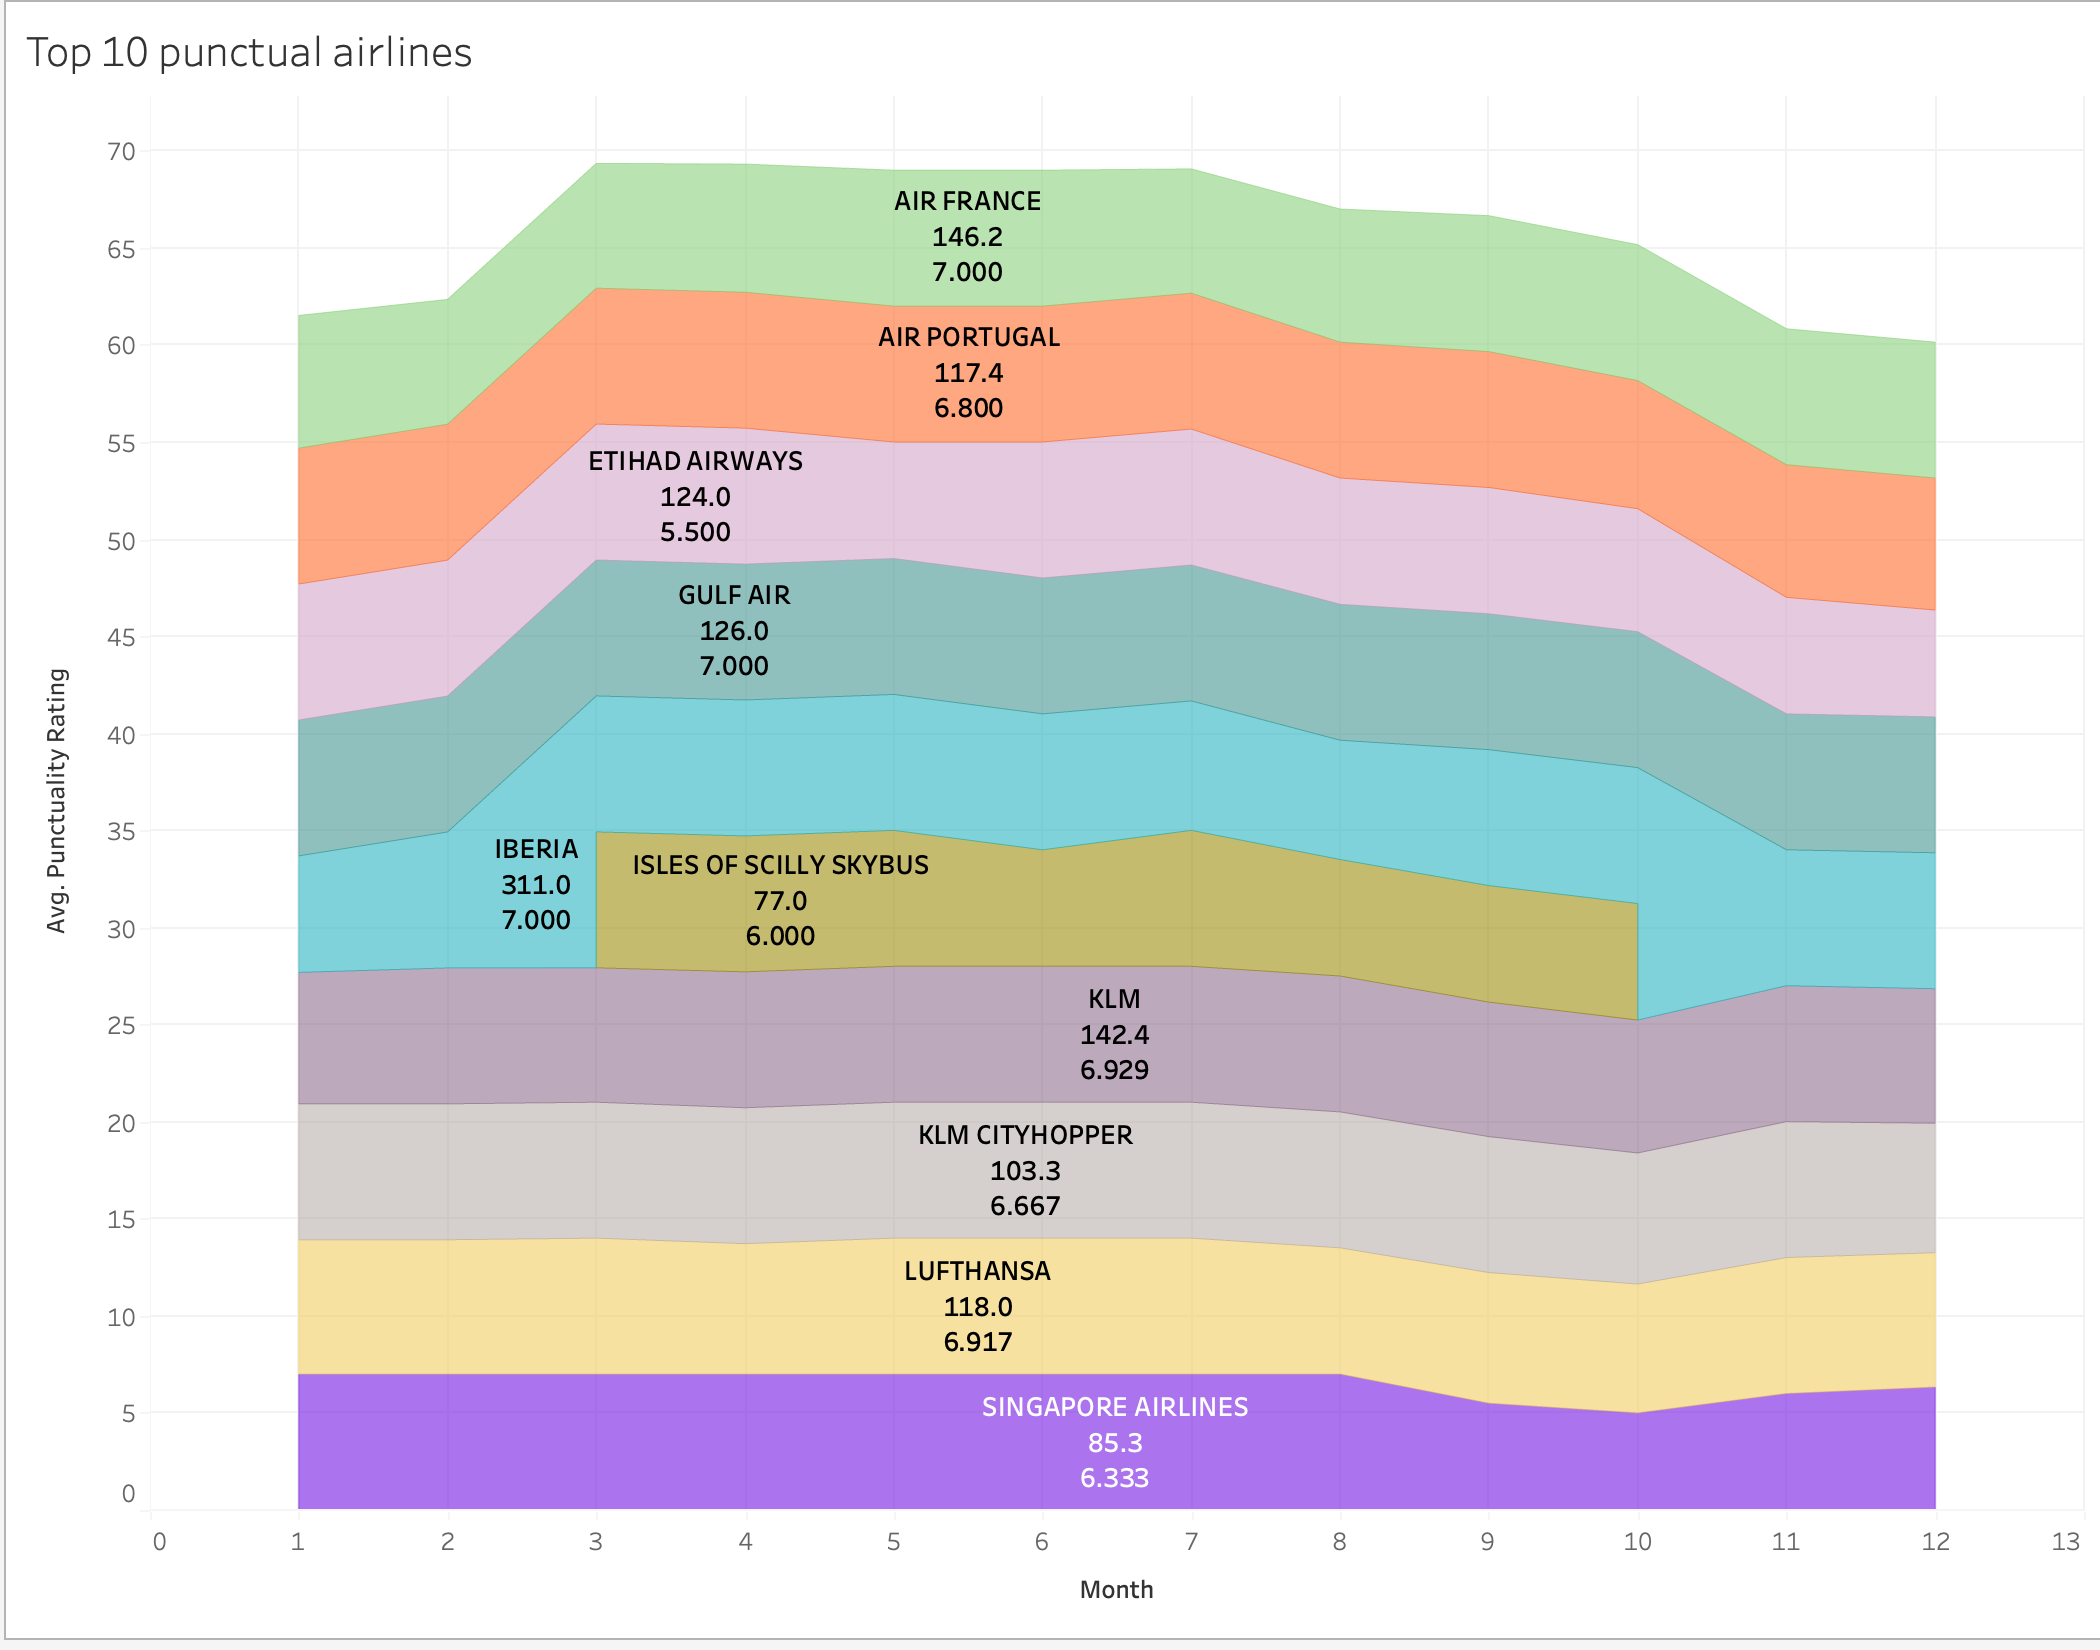 Top 10 punctual airlines
70
65
60
55
50
45
40
35
30
25
20
15
10
5
0
Avg. Punctuality Rating
AIR FRANCE
146.2
7.000
AIR PORTUGAL
117.4
6.800
ETIHAD AIRWAYS
124.0
5.500
GULF AIR
126.0
7.000
IBERIA
311.0
7.000
ISLES OF SCILLY SKYBUS
77.0
6.000
KLM
142.4
6.929
KLM CITYHOPPER
103.3
6.667
LUFTHANSA
118.0
6.917
SINGAPORE AIRLINES
85.3
6.333
0 1 2 3 4 5 6 7 8 9 10 11 12 13
Month